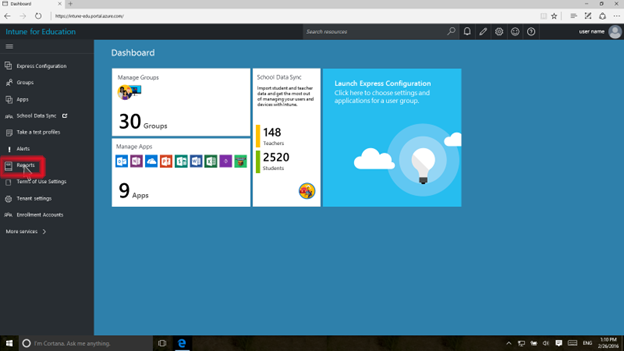 Dashboard
https://intune-edu.portal.azure.com/
Intune for Education
Search resources
user name
Express Configuration
Groups
Apps
School Data Sync
Take a test profiles
Alerts
Reports
Terms of Use Settings
Tenant settings
Enrollment Accounts
More services
Dashboard
Manage Groups
30 Groups
Manage Apps
9 Apps
School Data Sync
Import student and
teacher data and get the most out
of managing your users and
devices with intune.
148
Teachers
2520
Students
Launch Express Configuration
Click here to choose settings and
applications for a user group.
I'm Cortana, Ask me anything.
ENG
1:10 PM
2/26/2016